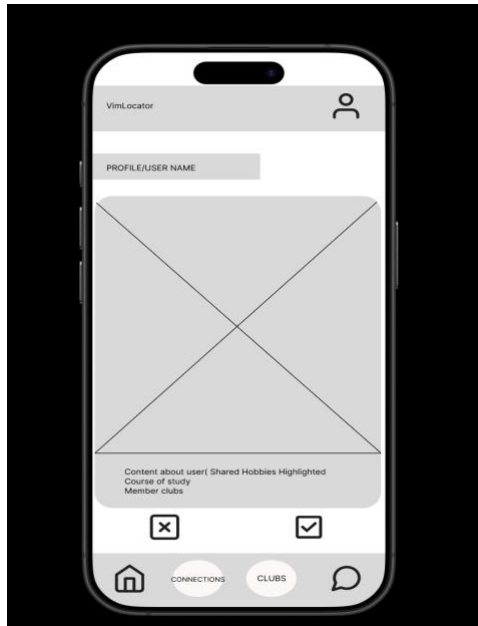 VimLocator
PROFILE/USER NAME
Content about user( Shared Hobbies Highlighted
Course of study
Member clubs
CONNECTIONS
CLUBS